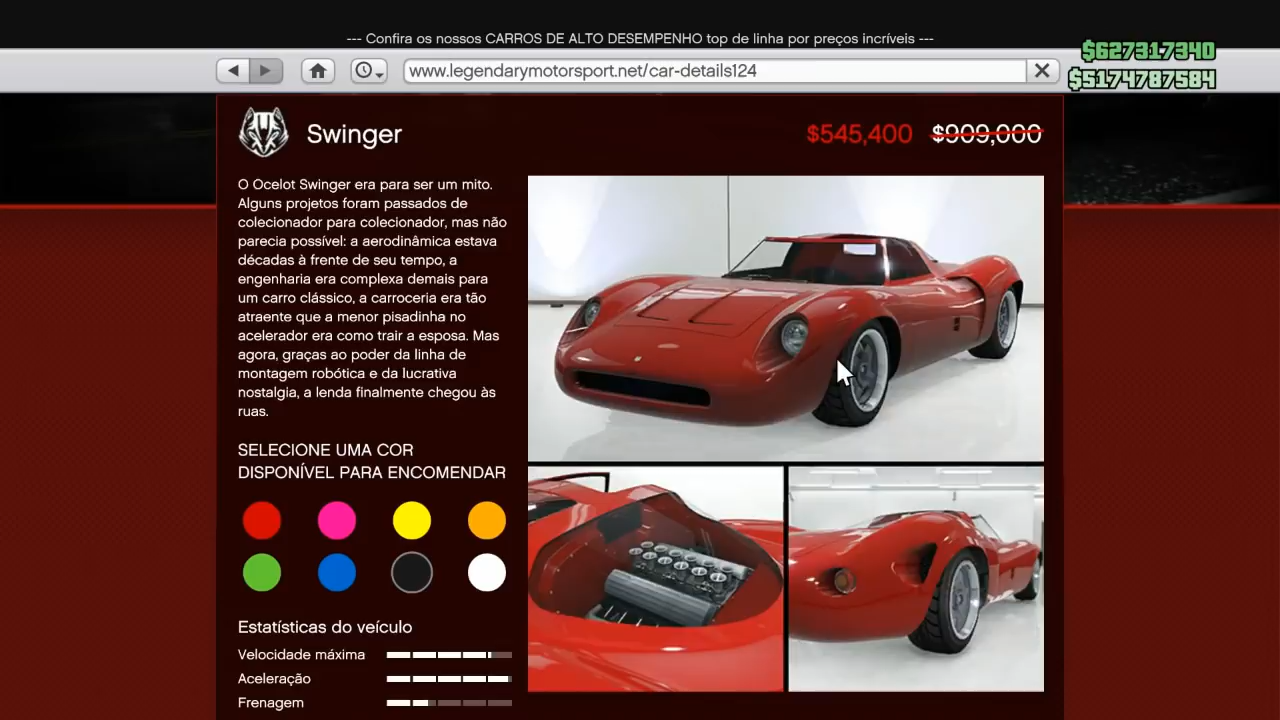 --- Confira os nossos CARROS DE ALTO DESEMPENHO top de linha por preços incríveis ---
$627317340
www.legendarymotorsport.net/car-details124
$5174787584
Swinger
$545,400 $909,000
O Ocelot Swinger era para ser um mito.
Alguns projetos foram passados de
colecionador para colecionador, mas não
parecia possível: a aerodinâmica estava
décadas à frente de seu tempo, a
engenharia era complexa demais para
um carro clássico, a carroceria era tão
atraente que a menor pisadinha no
acelerador era como trair a esposa. Mas
agora, graças ao poder da linha de
montagem robótica e da lucrativa
nostalgia, a lenda finalmente chegou às
ruas.
SELECIONE UMA COR
DISPONÍVEL PARA ENCOMENDAR
Estatísticas do veículo
Velocidade máxima
Aceleração
Frenagem